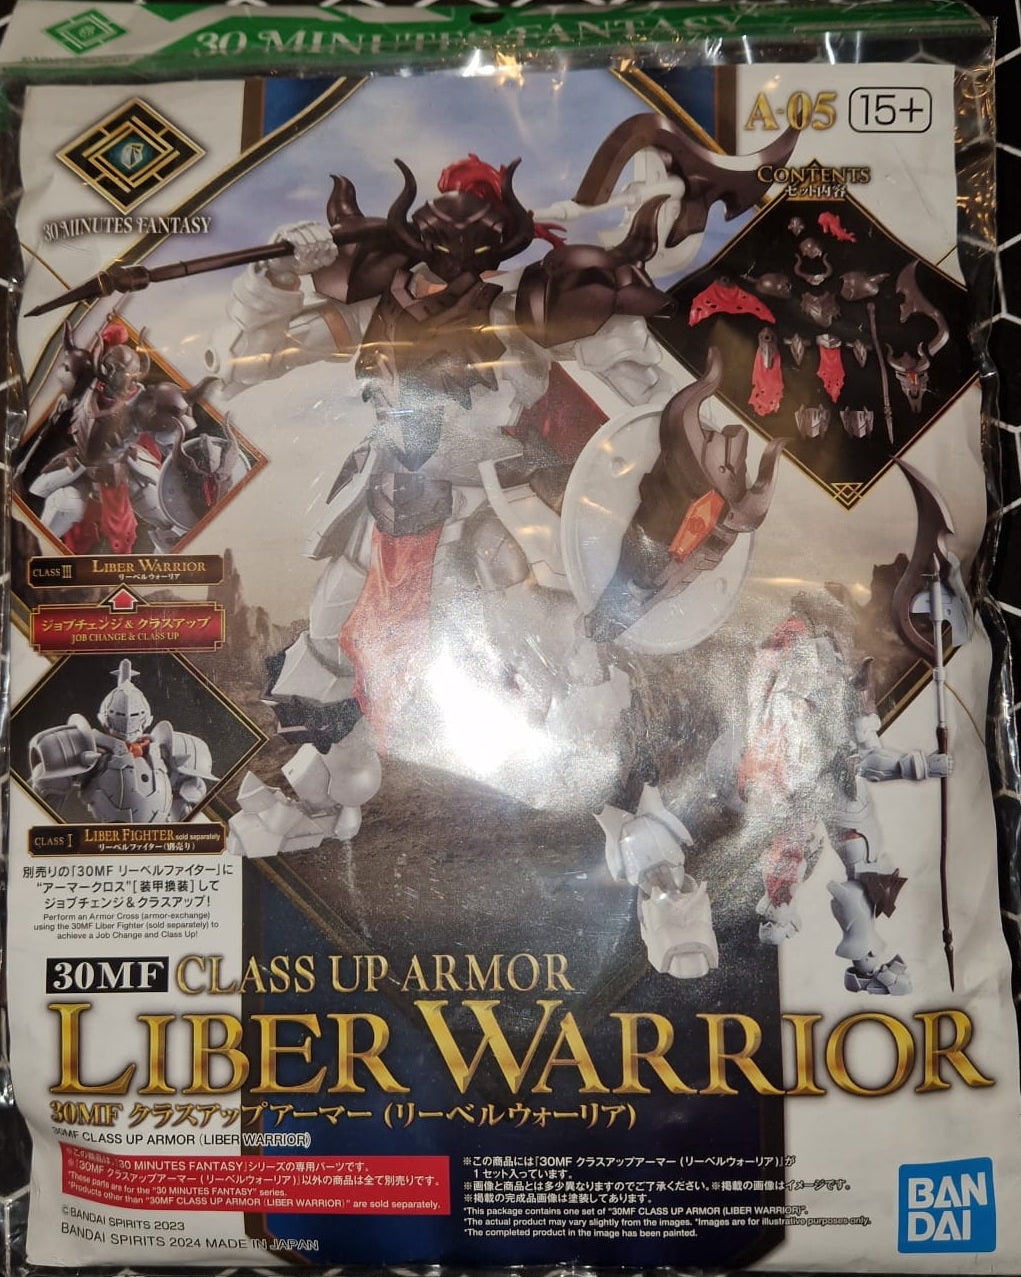 30 MINUTES FANTASY
A-05 15+
30 MINUTES FANTASY
CONTENTS
セット内容
CLASS III LIBER WARRIOR
リーベルウォーリア
ジョブチェンジ & クラスアップ
JOB CHANGE & CLASS UP
CLASS I LIBER FIGHTER sold separately
リーベルファイター(別売り)
別売りの「30MF リーベルファイター」に
“アーマークロス”[装甲換装]して
ジョブチェンジ&クラスアップ!
Perform an Armor Cross (armor-exchange)
using the 30MF Liber Fighter (sold separately) to
achieve a Job Change and Class Up!
30MF CLASS UP ARMOR
LIBER WARRIOR
30MF クラスアップアーマー (リーベルウォーリア)
30MF CLASS UP ARMOR (LIBER WARRIOR)
※この商品は、「30 MINUTES FANTASY」シリーズの専用パーツです。
※「30MF クラスアップアーマー (リーベルウォーリア)」以外の商品は全て別売りです。
*These parts are for the "30 MINUTES FANTASY" series.
*Products other than "30MF CLASS UP ARMOR (LIBER WARRIOR)" are sold separately.
※この商品には「30MF クラスアップアーマー (リーベルウォーリア)」が
1セット入っています。
※画像と商品とは多少異なりますのでご了承ください。※掲載の画像はイメージです。
※掲載の完成品画像は塗装してあります。
*This package contains one set of "30MF CLASS UP ARMOR (LIBER WARRIOR)".
*The actual product may vary slightly from the images. *Images are for illustrative purposes only.
*The completed product in the image has been painted.
©BANDAI SPIRITS 2023
BANDAI SPIRITS 2024 MADE IN JAPAN
BAN
DAI